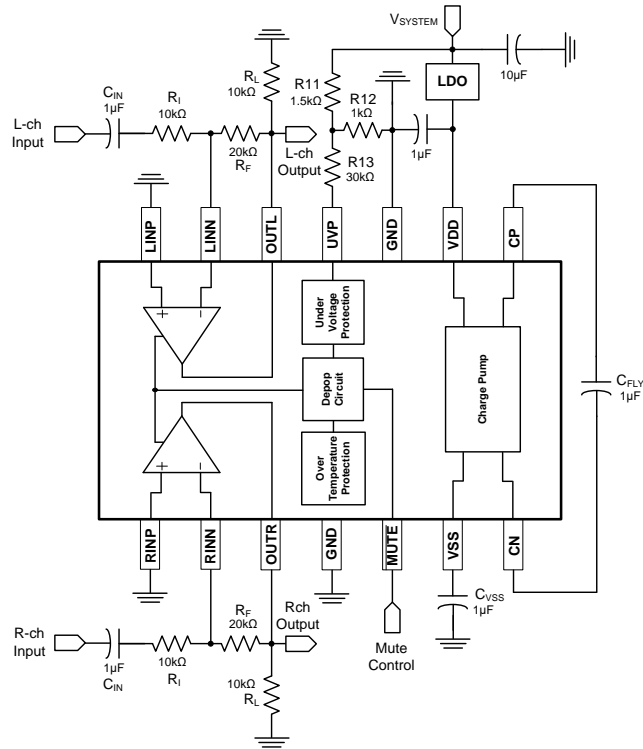 VSYSTEM
10µF
LDO
R11
1.5kΩ
R12
1kΩ
1µF
R13
30kΩ
RL
10kΩ
CIN
1µF
RI
10kΩ
L-ch
Input
20kΩ
RF
L-ch
Output
LINP
LINN
OUTL
UVP
GND
VDD
CP
+
-
Under
Voltage
Protection
Depop
Circuit
Over
Temperature
Protection
Charge Pump
CFLY
1µF
+
-
RINP
RINN
OUTR
GND
MUTE
VSS
CN
CVSS
1µF
R-ch
Input
1µF
CIN
10kΩ
RI
RF
20kΩ
Rch
Output
10kΩ
RL
Mute
Control